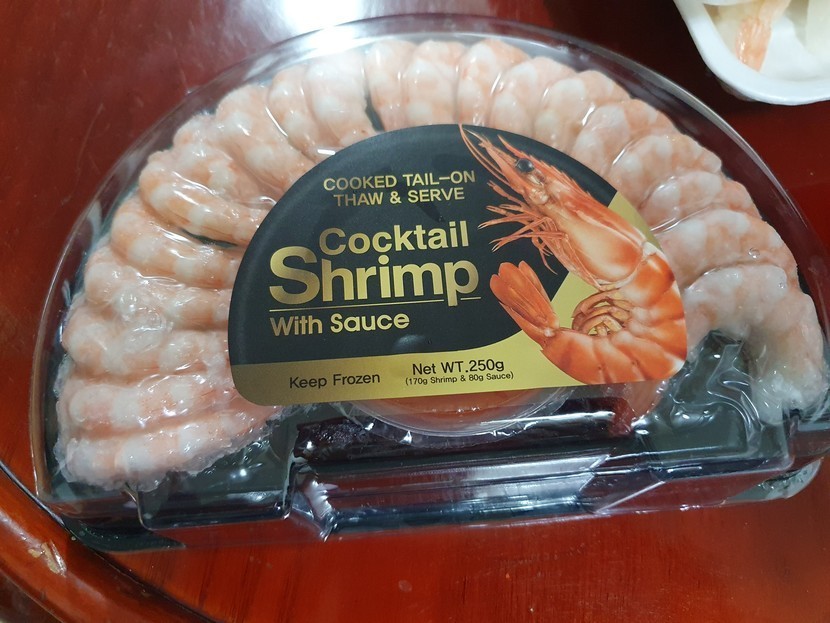 COOKED TAIL-ON
THAW & SERVE
Cocktail
Shrimp
With Sauce
Keep Frozen
Net WT.250g
(170g Shrimp & 80g Sauce)